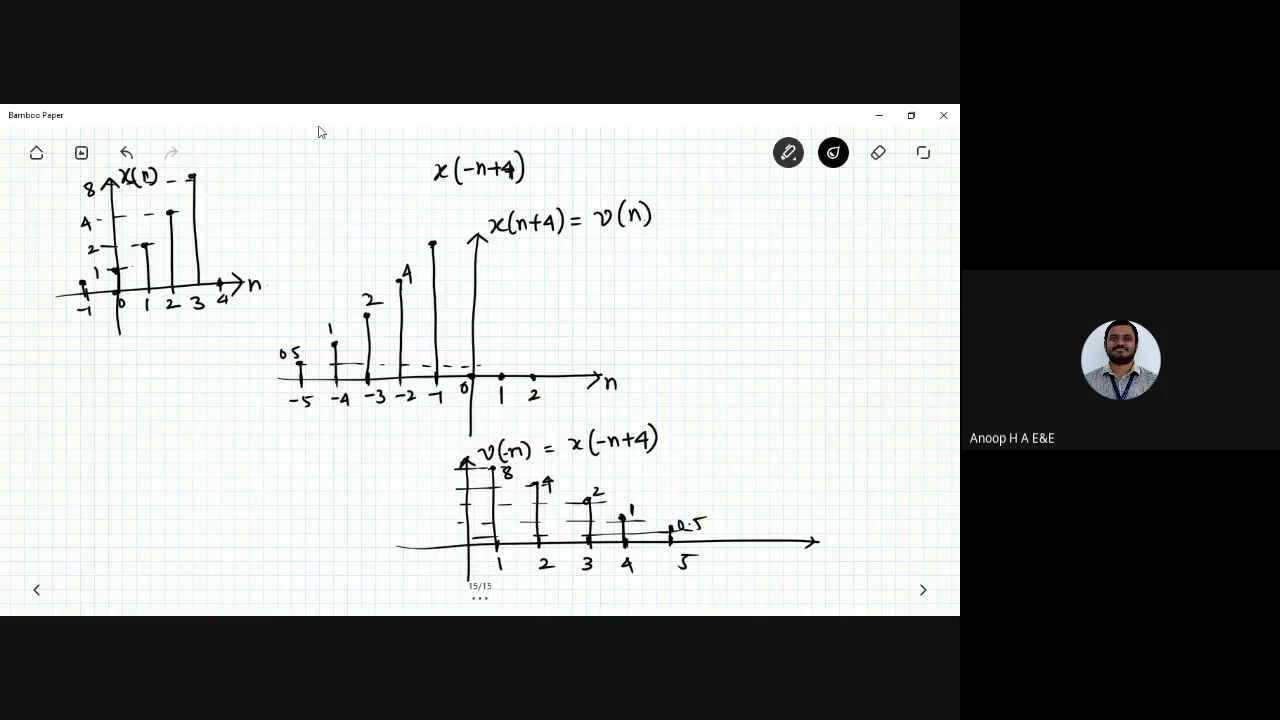 Bamboo Paper
x(-n+4)
8 x(n)
4
2
1
-1 0 1 2 3 4 n
x(n+4) = v(n)
4
2
1
0.5
-5 -4 -3 -2 -1 0 1 2 n
v(-n) = x(-n+4)
8
4
2
1
0.5
1 2 3 4 5
15/15
Anoop H A E&E